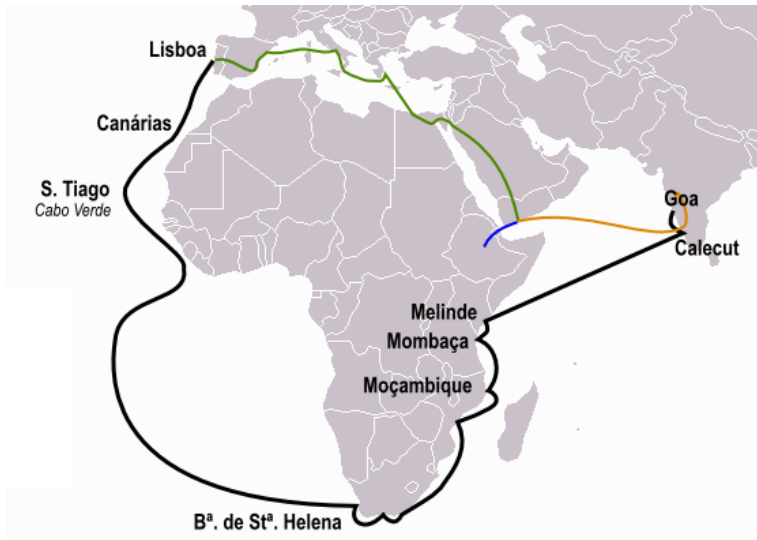 Lisboa
Canárias
S. Tiago
Cabo Verde
Goa
Calecut
Melinde
Mombaça
Moçambique
Bª. de Stª. Helena